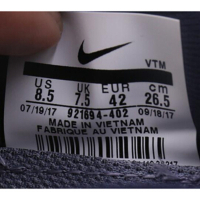 VTM
US UK EUR cm
8.5 7.5 42 26.5
07/19/17 921694-402 09/18/17
MADE IN VIETNAM
FABRIQUE AU VIETNAM